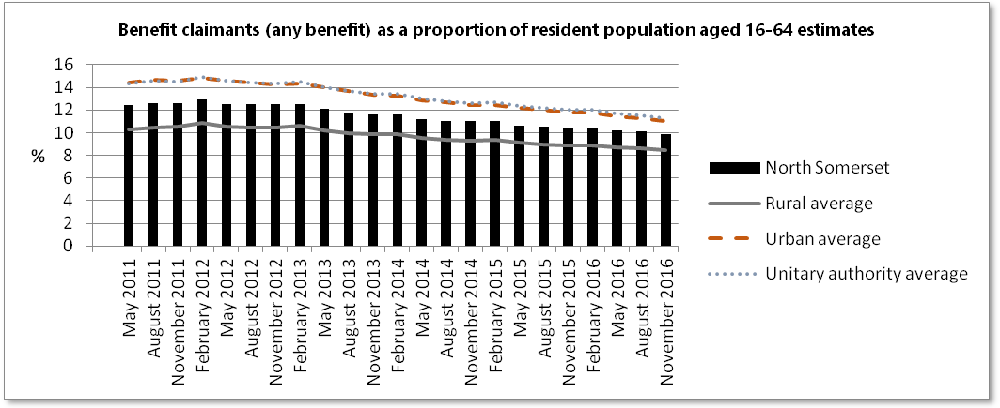 Benefit claimants (any benefit) as a proportion of resident population aged 16-64 estimates
16
14
12
10
8
6
4
2
0
%
May 2011
August 2011
November 2011
February 2012
May 2012
August 2012
November 2012
February 2013
May 2013
August 2013
November 2013
February 2014
May 2014
August 2014
November 2014
February 2015
May 2015
August 2015
November 2015
February 2016
May 2016
August 2016
November 2016
North Somerset
Rural average
Urban average
Unitary authority average